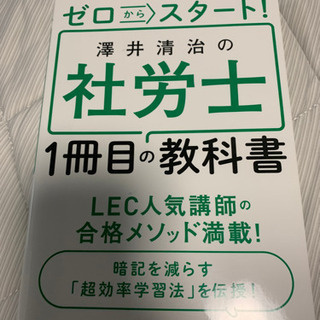 ゼロからスタート!
澤井清治の
社労士
1冊目の教科書
LEC人気講師の
合格メソッド満載!
暗記を減らす
「超効率学習法」を伝授!